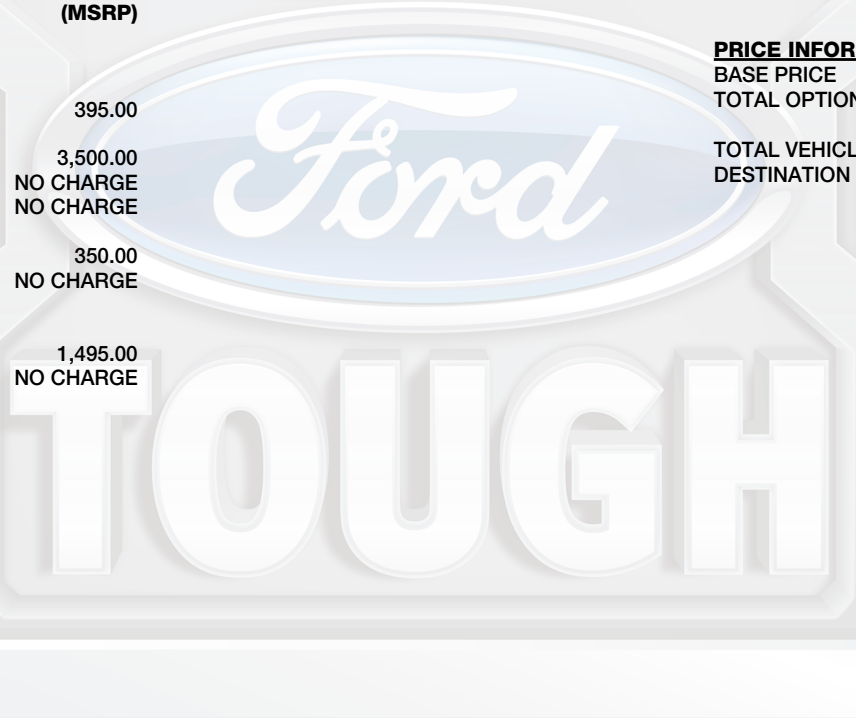 (MSRP)
395.00
3,500.00
NO CHARGE
NO CHARGE
350.00
NO CHARGE
1,495.00
NO CHARGE
PRICE INFOR
BASE PRICE
TOTAL OPTION
TOTAL VEHICL
DESTINATION
Ford
TOUGH